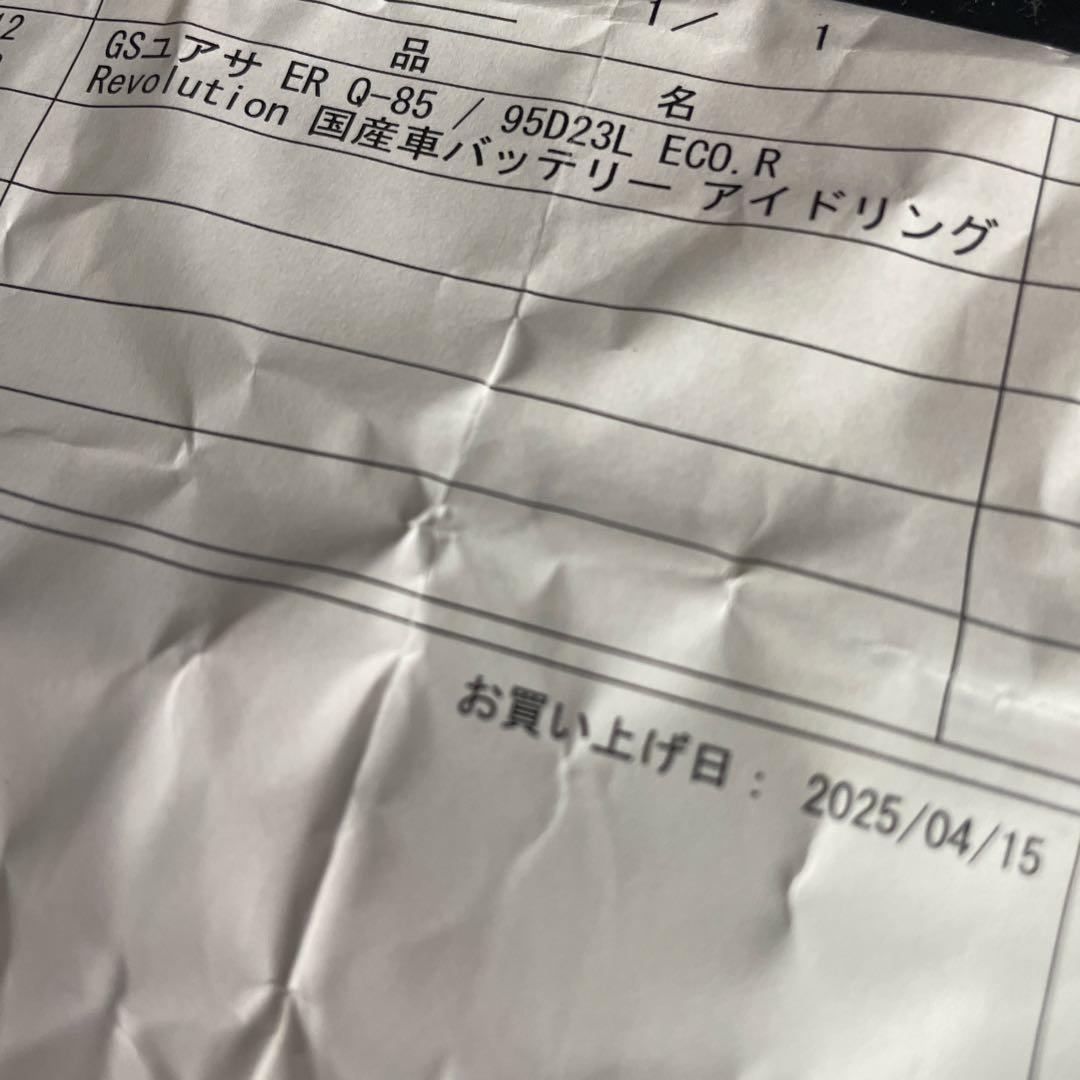 1/ 1
品 名
GSユアサ ER Q-85 / 95D23L ECO.R
Revolution 国産車バッテリー アイドリング
お買い上げ日: 2025/04/15